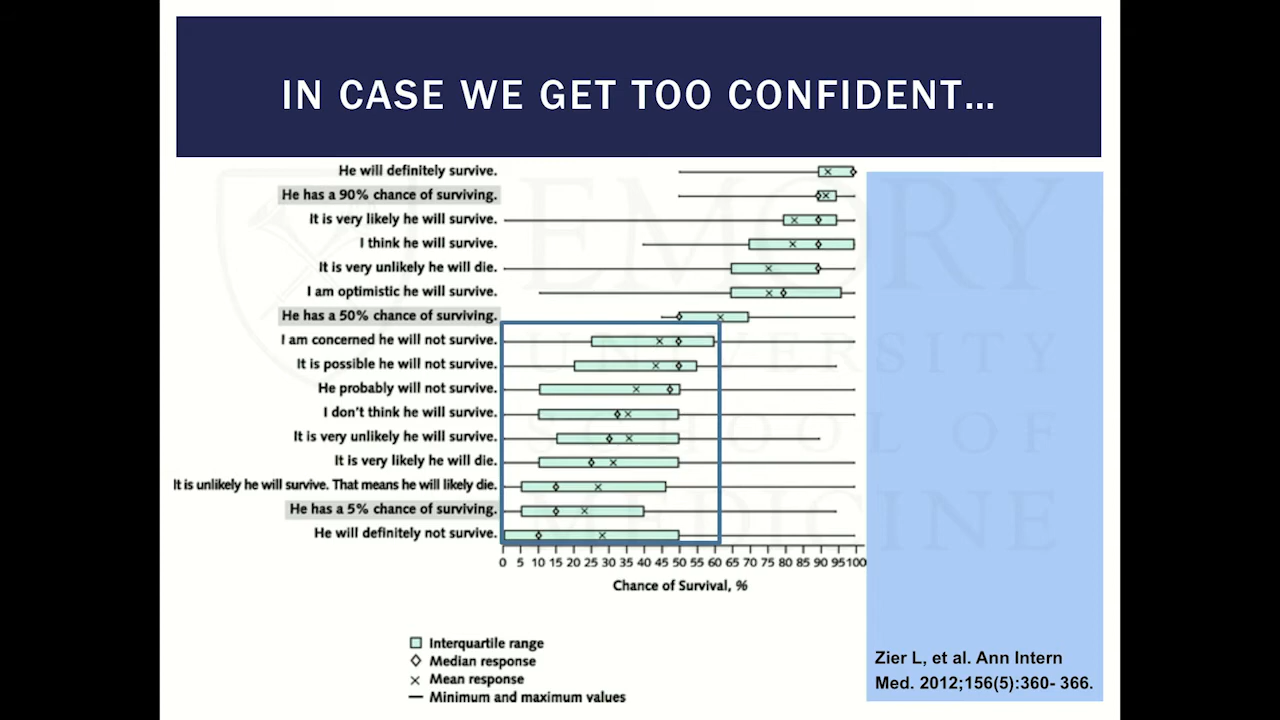 IN CASE WE GET TOO CONFIDENT…
He will definitely survive.
He has a 90% chance of surviving.
It is very likely he will survive.
I think he will survive.
It is very unlikely he will die.
I am optimistic he will survive.
He has a 50% chance of surviving.
I am concerned he will not survive.
It is possible he will not survive.
He probably will not survive.
I don't think he will survive.
It is very unlikely he will survive.
It is very likely he will die.
It is unlikely he will survive. That means he will likely die.
He has a 5% chance of surviving.
He will definitely not survive.
0 5 10 15 20 25 30 35 40 45 50 55 60 65 70 75 80 85 90 95 100
Chance of Survival, %
Interquartile range
Median response
Mean response
Minimum and maximum values
EMORY
UNIVERSITY
SCHOOL OF
MEDICINE
Zier L, et al. Ann Intern
Med. 2012;156(5):360- 366.